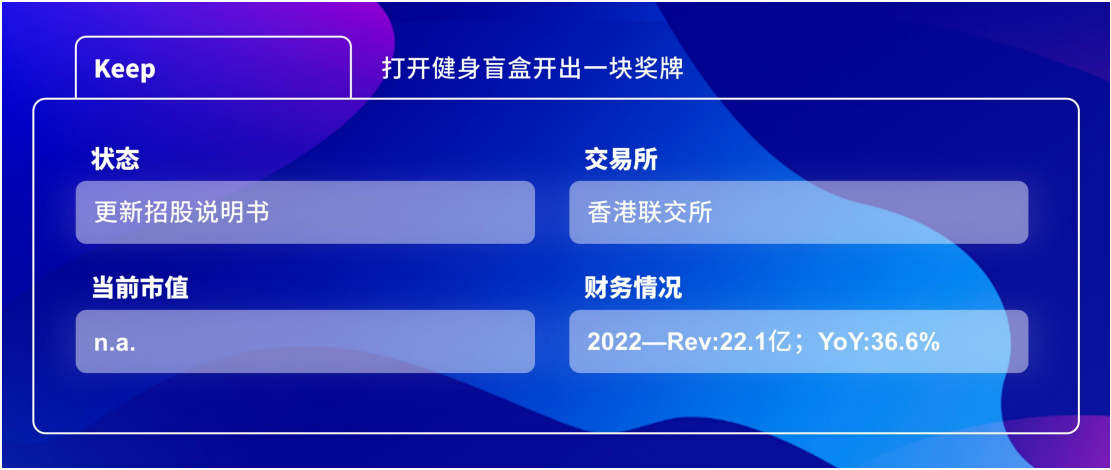 Keep
打开健身盲盒开出一块奖牌
状态
交易所
更新招股说明书
香港联交所
当前市值
财务情况
n.a.
2022—Rev:22.1亿；YoY:36.6%